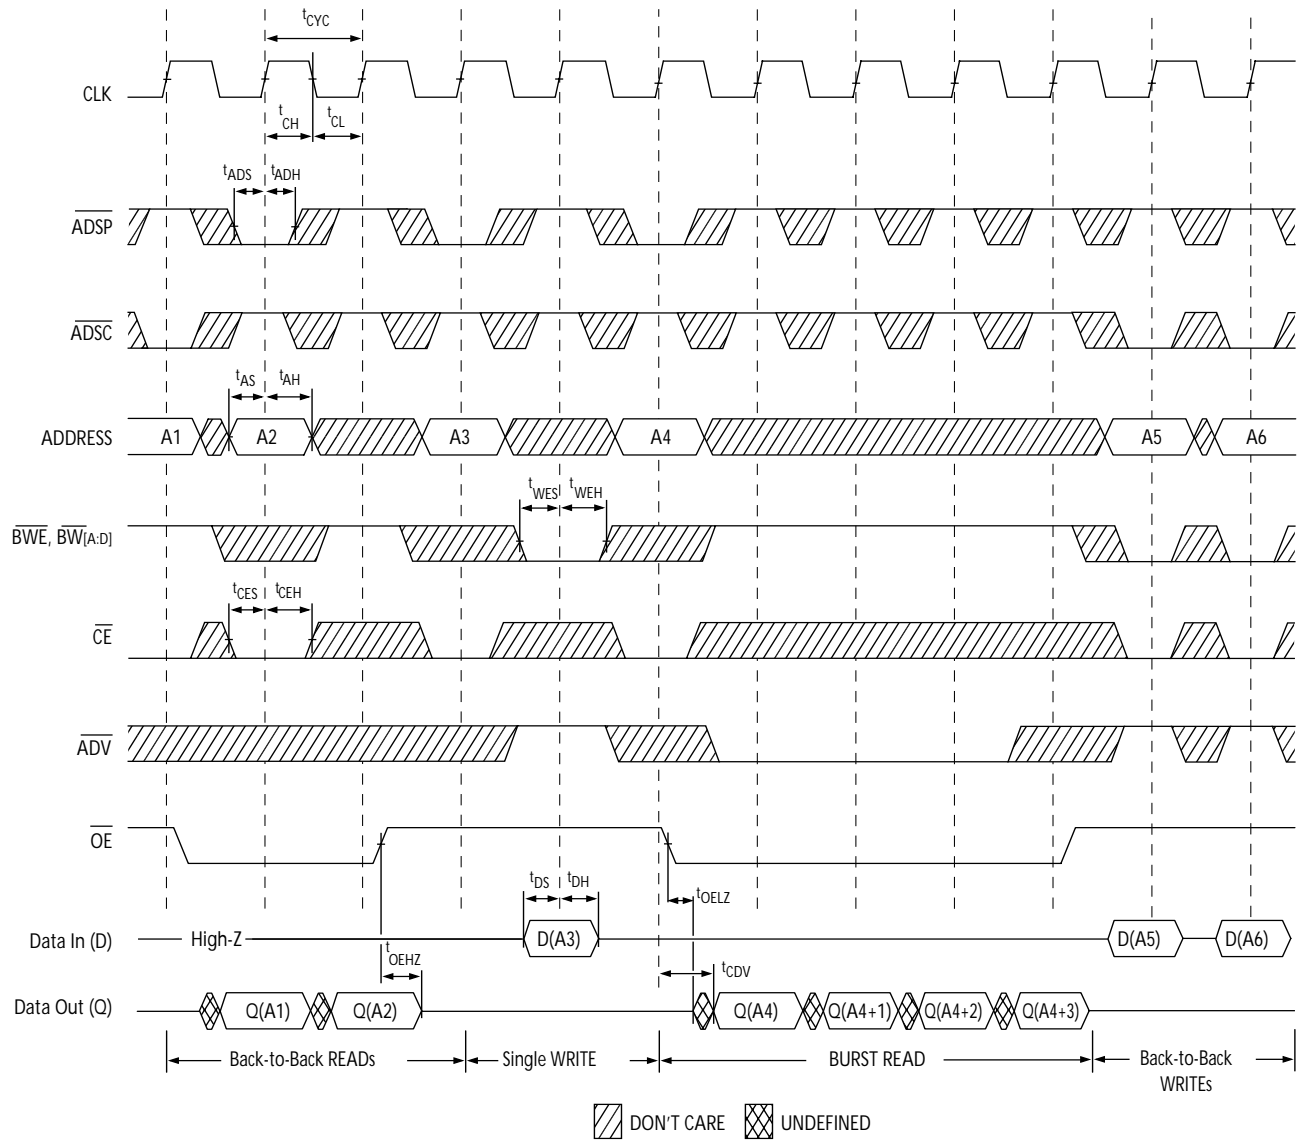 tCYC
CLK
tCH tCL
tADS tADH
ADSP
ADSC
tAS tAH
ADDRESS A1 A2 A3 A4 A5 A6
tWES tWEH
BWE, BW[A:D]
tCES tCEH
CE
ADV
OE
tDS tDH
tOELZ
Data In (D) High-Z D(A3) D(A5) D(A6)
tOEHZ
tCDV
Data Out (Q) Q(A1) Q(A2) Q(A4) Q(A4+1) Q(A4+2) Q(A4+3)
Back-to-Back READs Single WRITE BURST READ Back-to-Back
WRITEs
DON'T CARE UNDEFINED